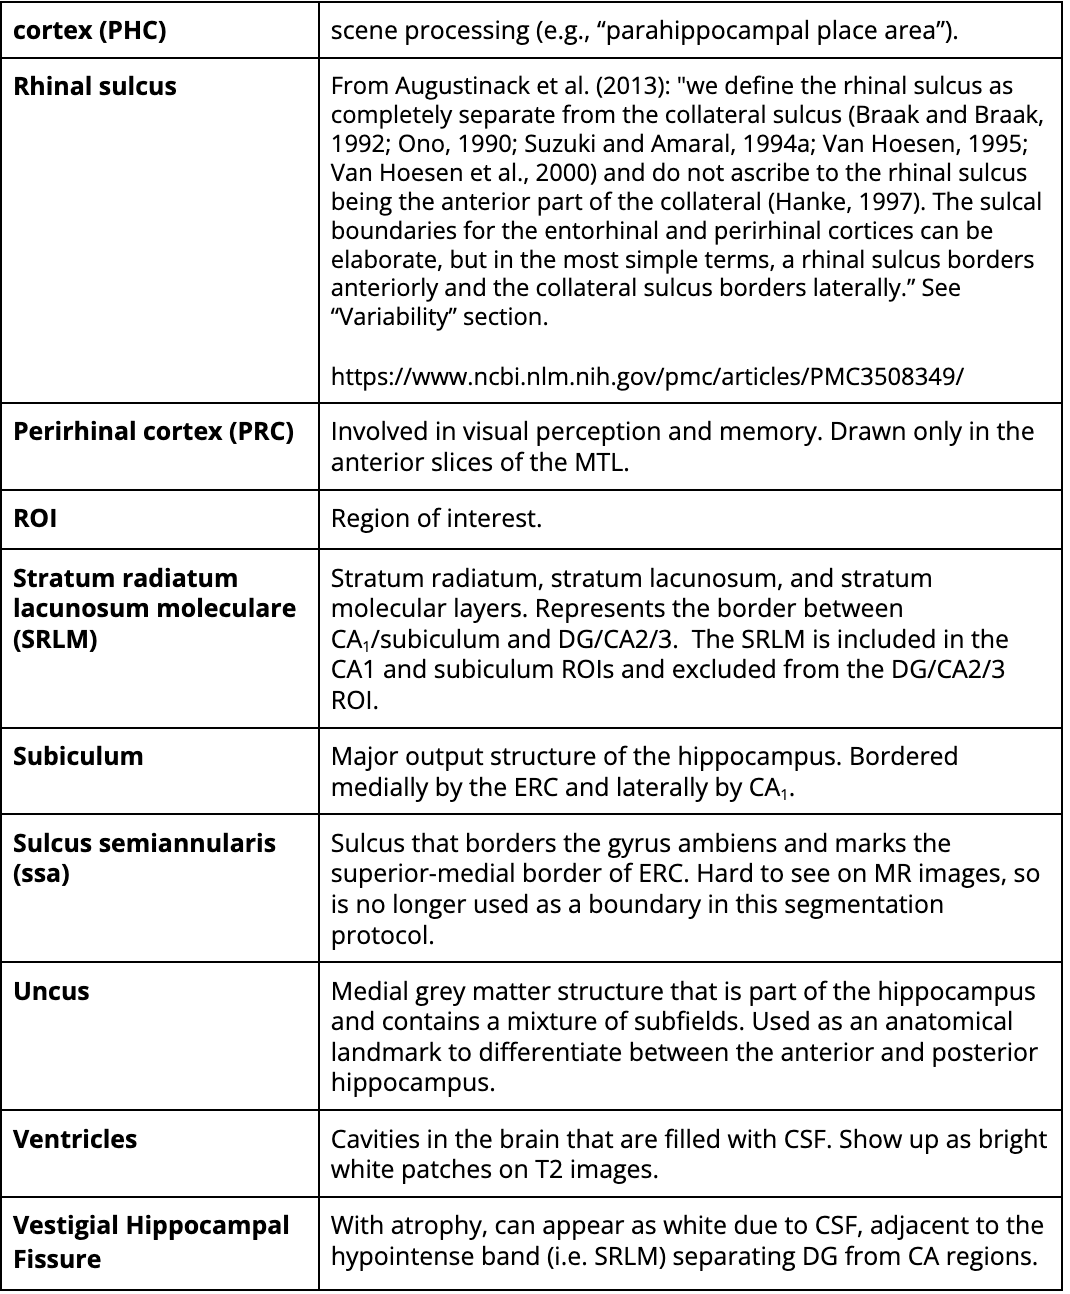 cortex (PHC)
scene processing (e.g., “parahippocampal place area”).
Rhinal sulcus
From Augustinack et al. (2013): "we define the rhinal sulcus as
completely separate from the collateral sulcus (Braak and Braak,
1992; Ono, 1990; Suzuki and Amaral, 1994a; Van Hoesen, 1995;
Van Hoesen et al., 2000) and do not ascribe to the rhinal sulcus
being the anterior part of the collateral (Hanke, 1997). The sulcal
boundaries for the entorhinal and perirhinal cortices can be
elaborate, but in the most simple terms, a rhinal sulcus borders
anteriorly and the collateral sulcus borders laterally.” See
“Variability” section.
https://www.ncbi.nlm.nih.gov/pmc/articles/PMC3508349/
Perirhinal cortex (PRC)
Involved in visual perception and memory. Drawn only in the
anterior slices of the MTL.
ROI
Region of interest.
Stratum radiatum
lacunosum moleculare
(SRLM)
Stratum radiatum, stratum lacunosum, and stratum
molecular layers. Represents the border between
CA₁/subiculum and DG/CA2/3.  The SRLM is included in the
CA1 and subiculum ROIs and excluded from the DG/CA2/3
ROI.
Subiculum
Major output structure of the hippocampus. Bordered
medially by the ERC and laterally by CA₁.
Sulcus semiannularis
(ssa)
Sulcus that borders the gyrus ambiens and marks the
superior-medial border of ERC. Hard to see on MR images, so
is no longer used as a boundary in this segmentation
protocol.
Uncus
Medial grey matter structure that is part of the hippocampus
and contains a mixture of subfields. Used as an anatomical
landmark to differentiate between the anterior and posterior
hippocampus.
Ventricles
Cavities in the brain that are filled with CSF. Show up as bright
white patches on T2 images.
Vestigial Hippocampal
Fissure
With atrophy, can appear as white due to CSF, adjacent to the
hypointense band (i.e. SRLM) separating DG from CA regions.